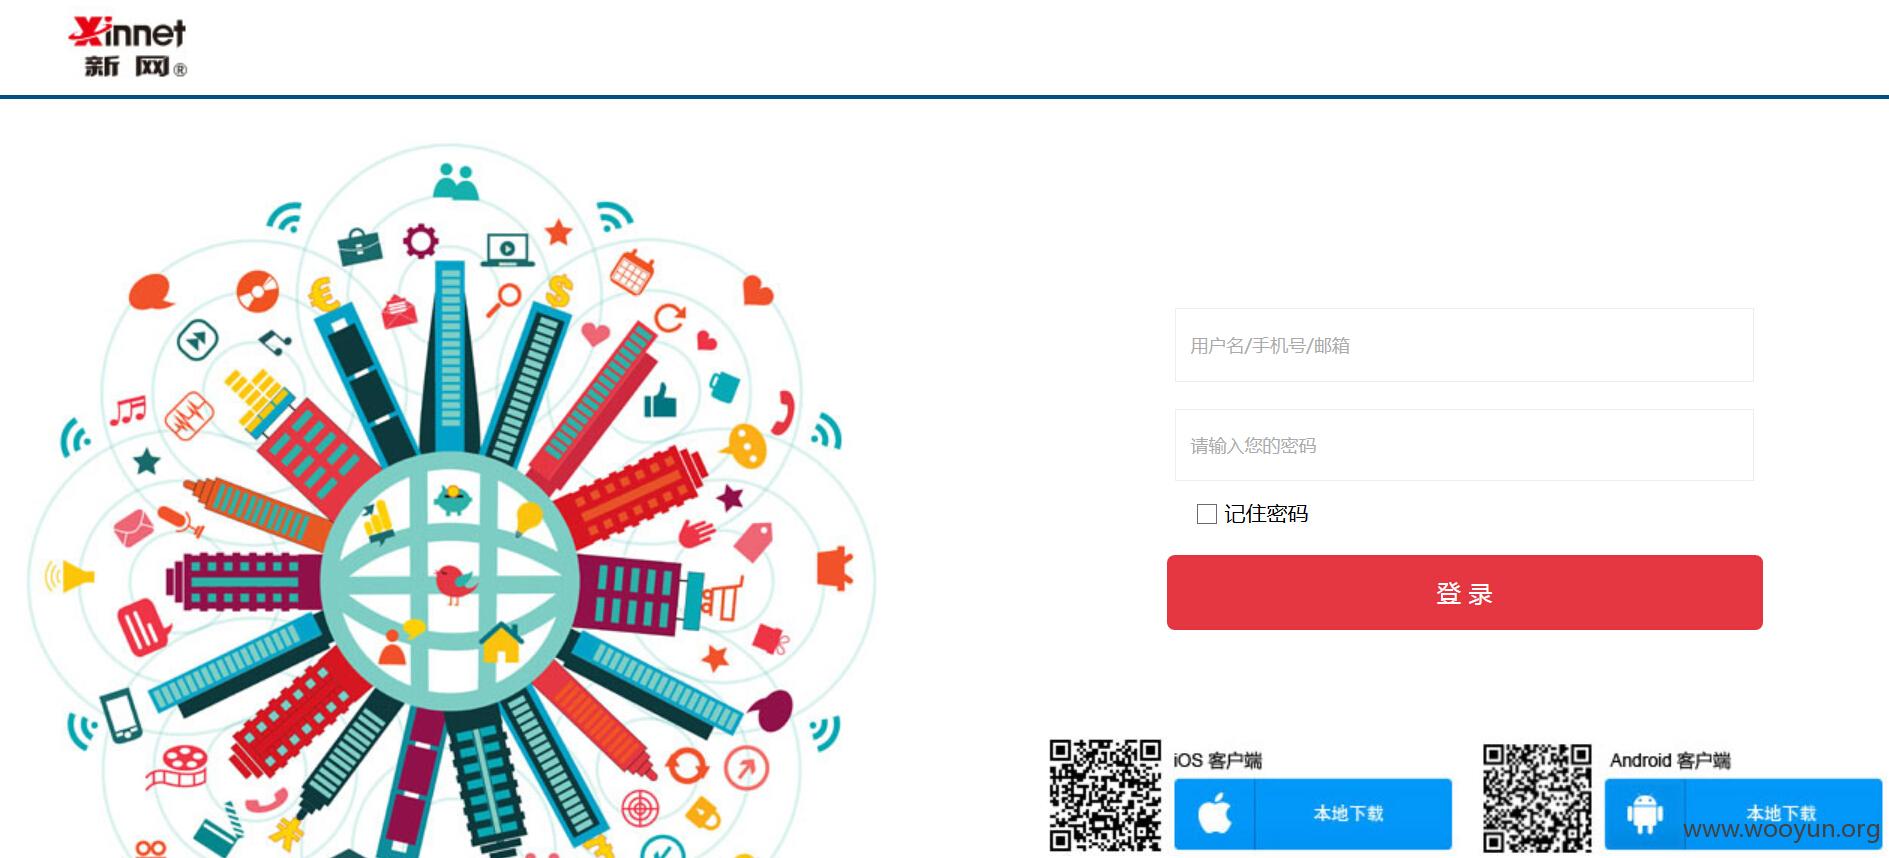 Xinnet
新 网®
用户名/手机号/邮箱
请输入您的密码
记住密码
登 录
iOS 客户端
本地下载
Android 客户端
本地下载
www.wooyun.org